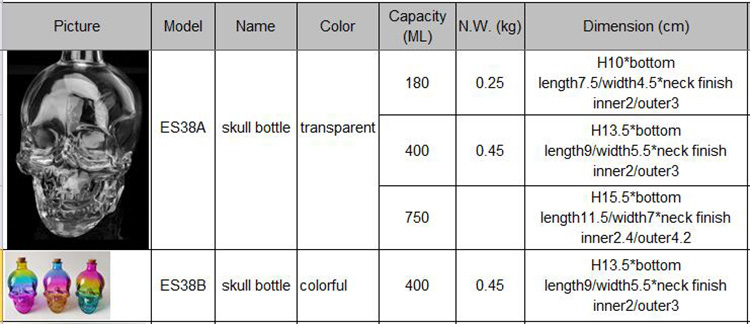 Picture Model Name Color Capacity (ML) N.W. (kg) Dimension (cm)
ES38A skull bottle transparent
180 0.25
H10*bottom
length7.5/width4.5*neck finish
inner2/outer3
400 0.45
H13.5*bottom
length9/width5.5*neck finish
inner2/outer3
750
H15.5*bottom
length11.5/width7*neck finish
inner2.4/outer4.2
ES38B skull bottle colorful 400 0.45
H13.5*bottom
length9/width5.5*neck finish
inner2/outer3